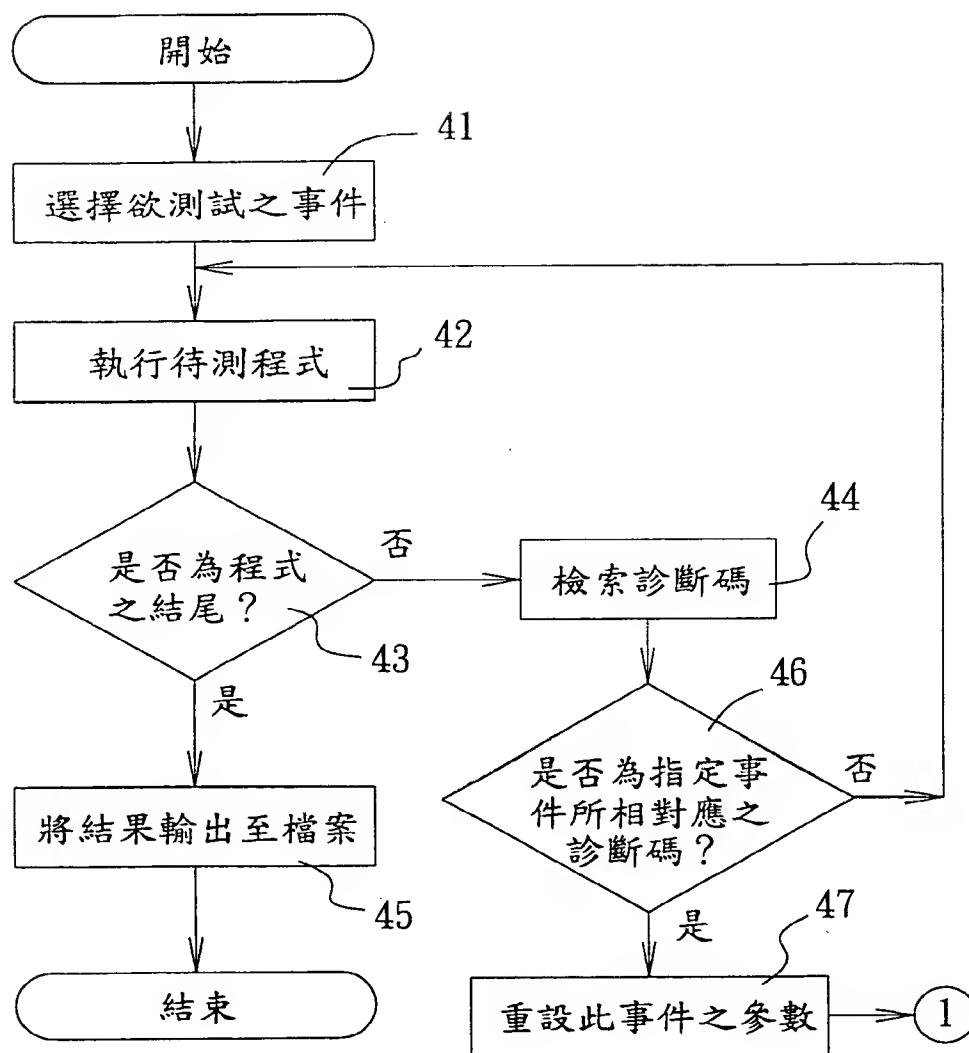 開始
41
選擇欲測試之事件
42
執行待測程式
44
否
是否為程式
之結尾？
43
檢索診斷碼
是
46
是否為指定事
件所相對應之
診斷碼？
否
將結果輸出至檔案
45
是
47
結束
重設此事件之參數
1